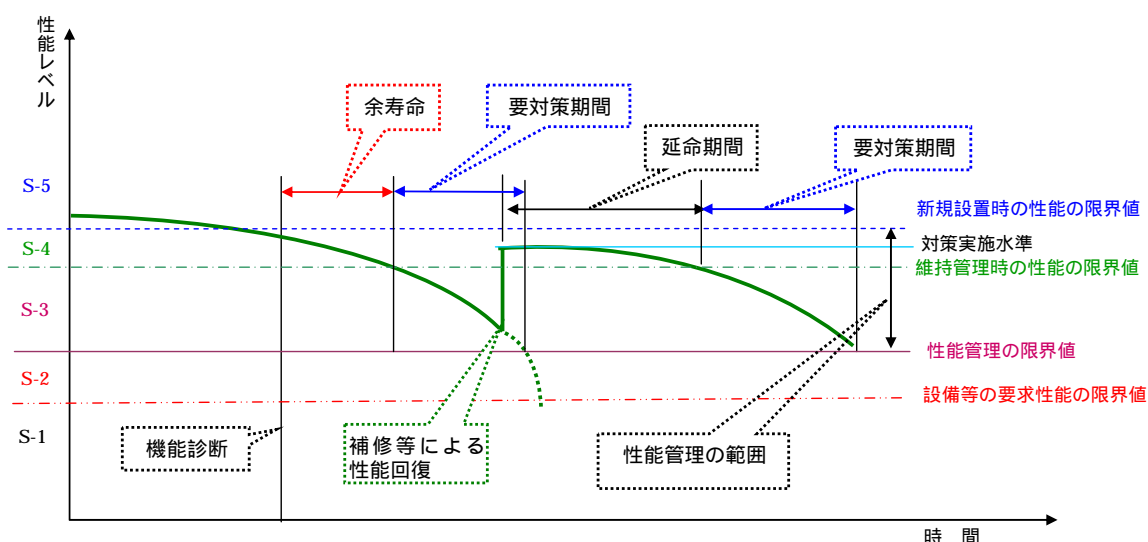 性能レベル
余寿命
要対策期間
延命期間
要対策期間
S-5
新規設置時の性能の限界値
S-4
対策実施水準
維持管理時の性能の限界値
S-3
性能管理の限界値
S-2
設備等の要求性能の限界値
S-1
機能診断
補修等による
性能回復
性能管理の範囲
時 間